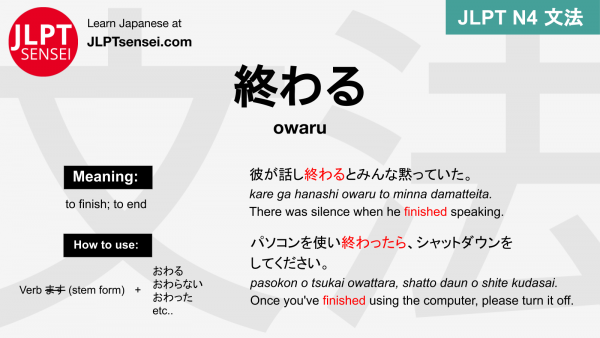 JLPT
SENSEI
Learn Japanese at
JLPTsensei.com
JLPT N4 文法
文法
終わる
owaru
Meaning:
to finish; to end
How to use:
Verb ます (stem form) +
おわる
おわらない
おわった
etc..
彼が話し終わるとみんな黙っていた。
kare ga hanashi owaru to minna damatteita.
There was silence when he finished speaking.
パソコンを使い終わったら、シャットダウンを
してください。
pasokon o tsukai owattara, shatto daun o shite kudasai.
Once you've finished using the computer, please turn it off.